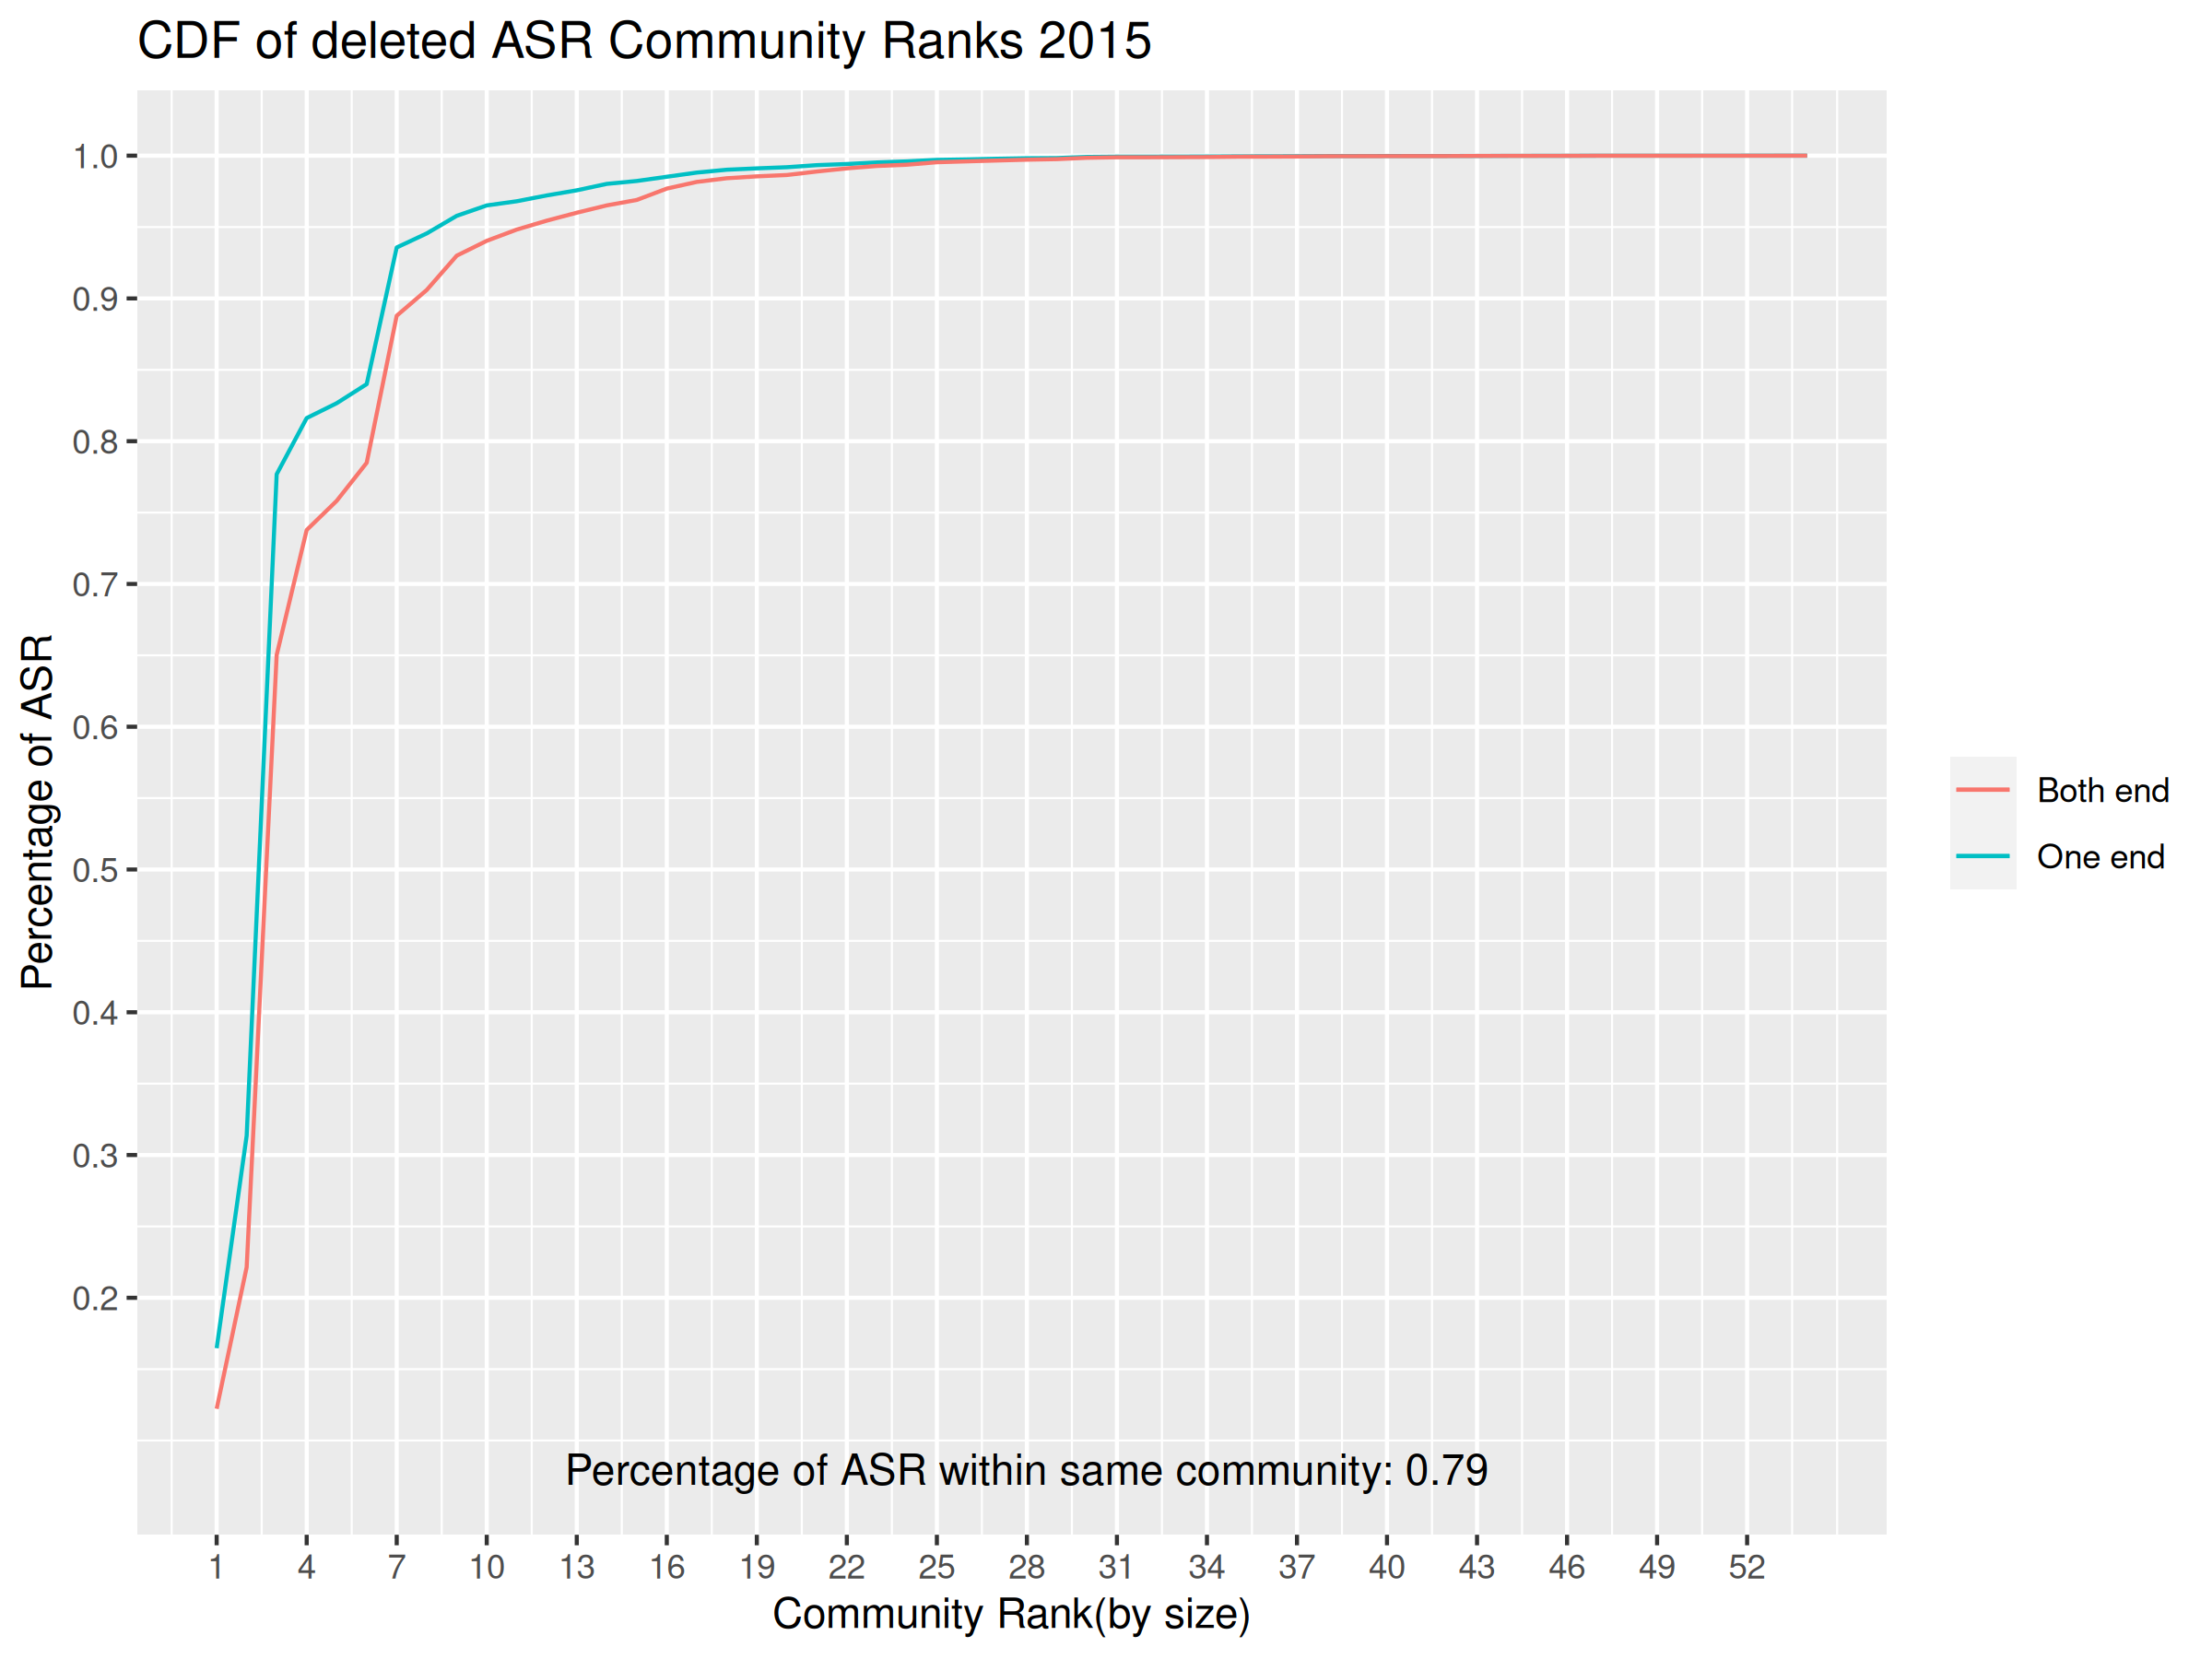 CDF of deleted ASR Community Ranks 2015
Percentage of ASR
1.0
0.9
0.8
0.7
0.6
0.5
0.4
0.3
0.2
Both end
One end
Percentage of ASR within same community: 0.79
1 4 7 10 13 16 19 22 25 28 31 34 37 40 43 46 49 52
Community Rank(by size)